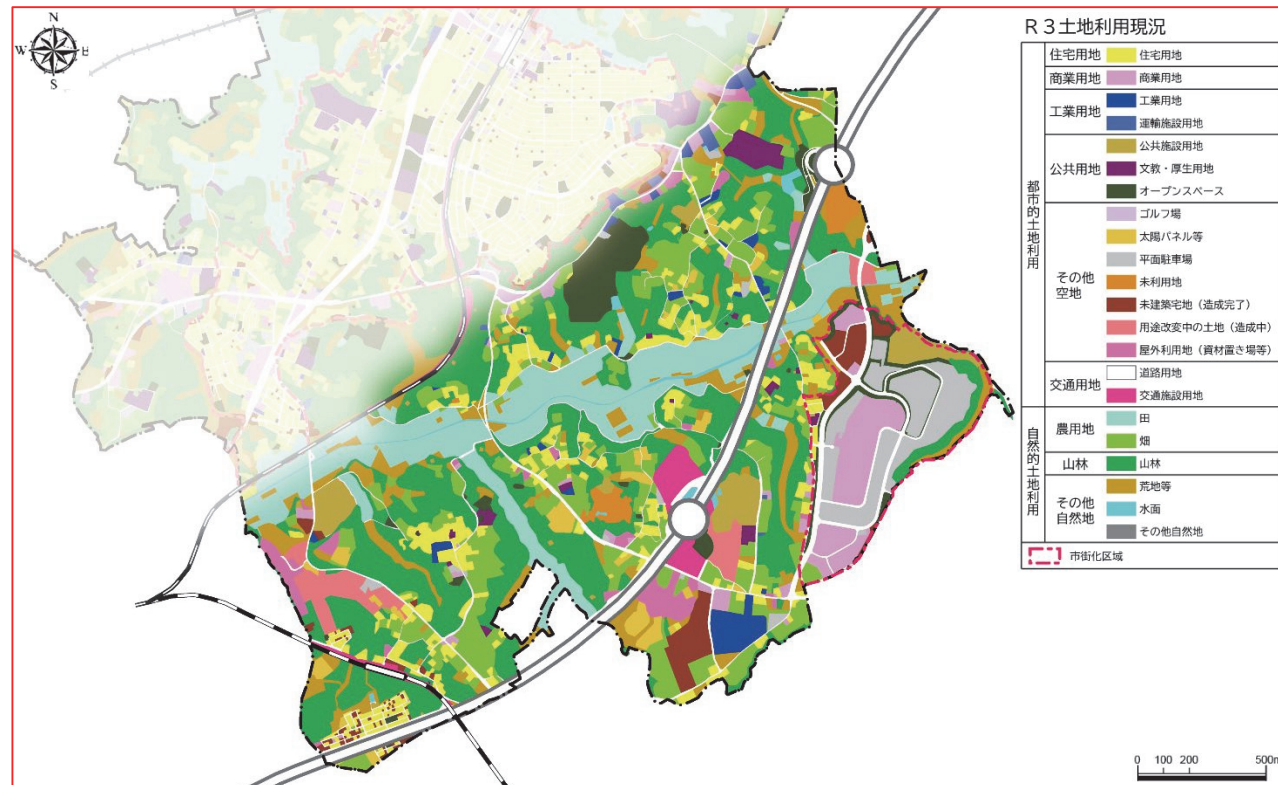 N
W
E
S
R3土地利用現況
都市的土地利用
住宅用地
住宅用地
商業用地
商業用地
工業用地
工業用地
運輸施設用地
公共用地
公共施設用地
文教・厚生用地
オープンスペース
その他
空地
ゴルフ場
太陽パネル等
平面駐車場
未利用地
未建築宅地（造成完了）
用途改変中の土地（造成中）
屋外利用地（資材置き場等）
交通用地
道路用地
交通施設用地
自然的土地利用
農用地
田
畑
山林
山林
その他
自然地
荒地等
水面
その他自然地
市街化区域
0 100 200 500m